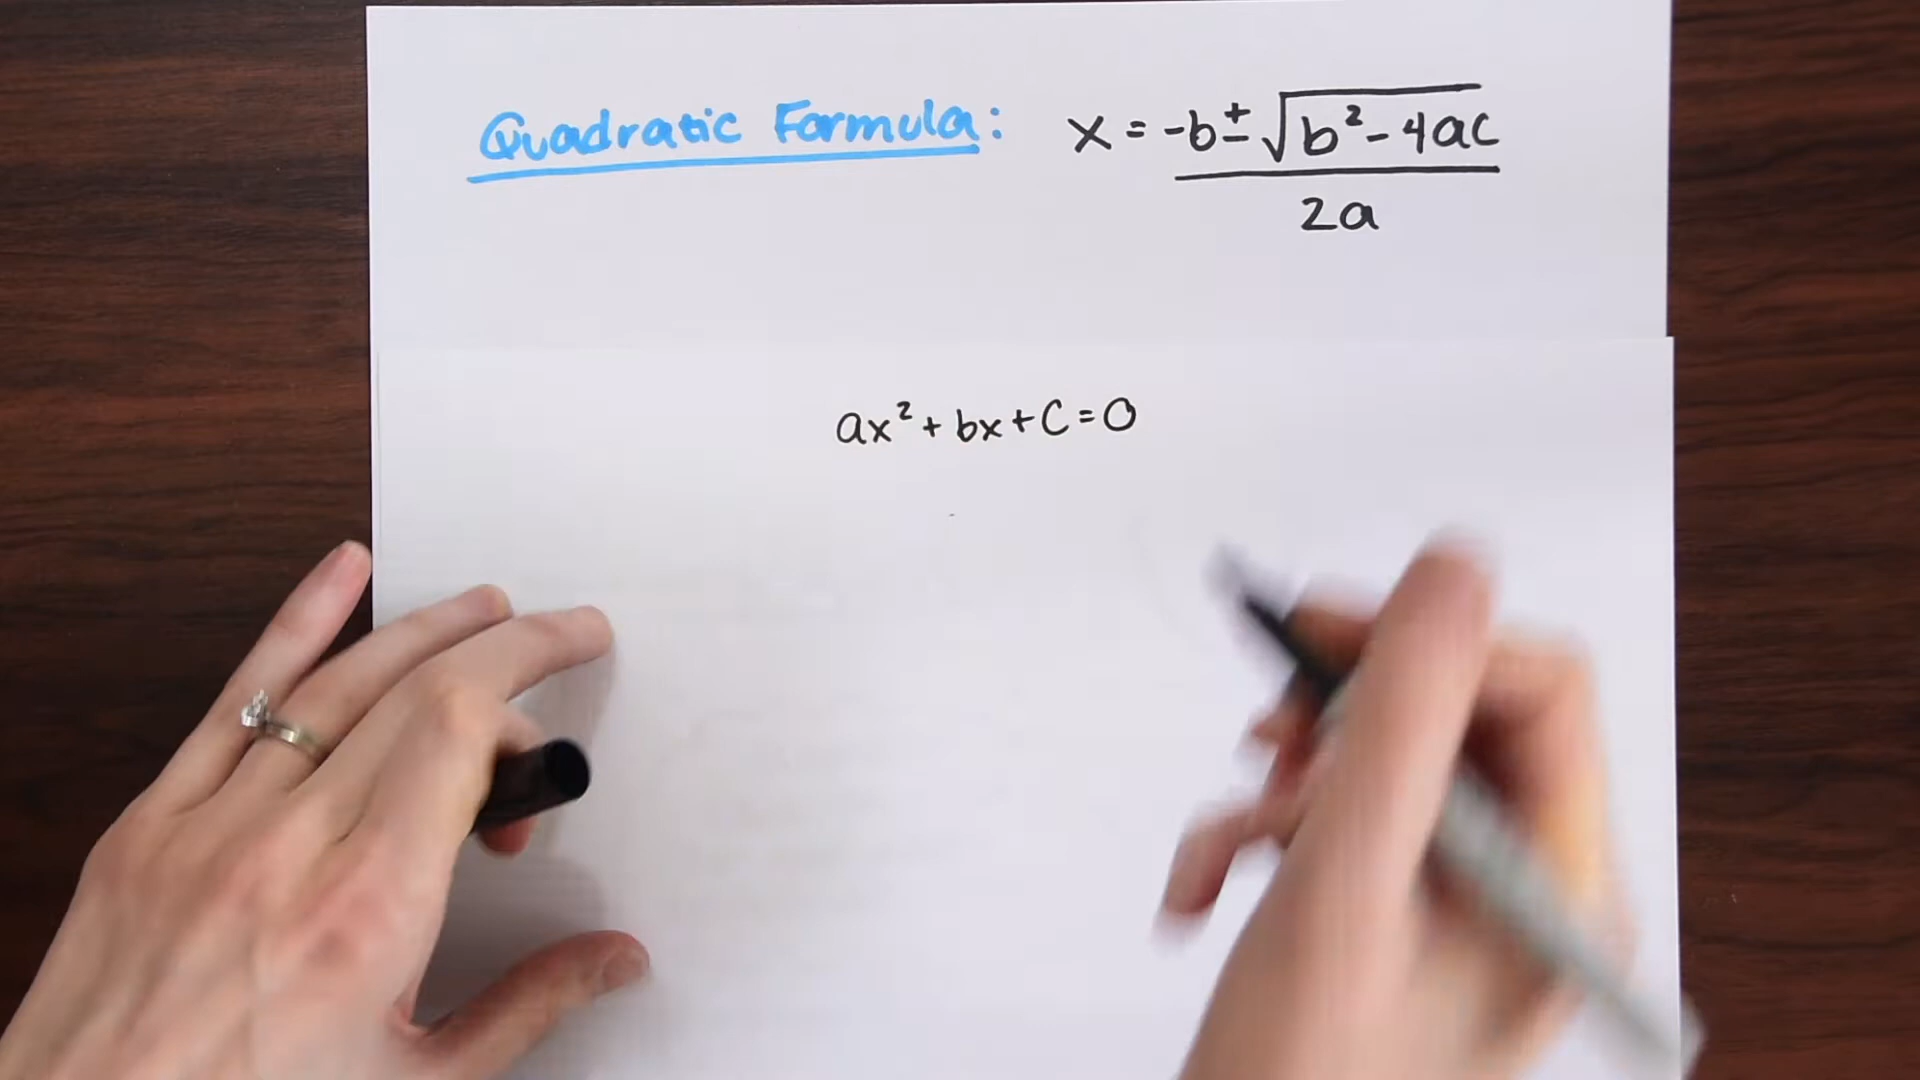 Quadratic Formula: x = -b ± √b² - 4ac
2a
ax² + bx + c = 0